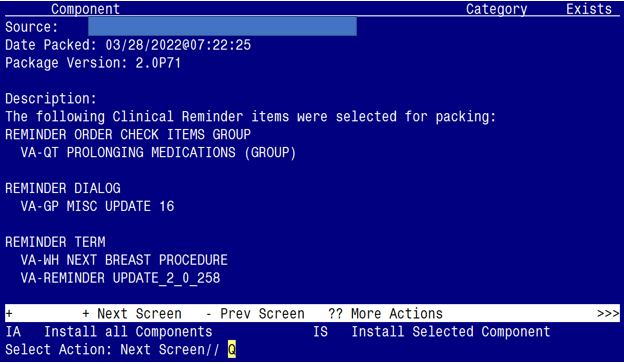 Component Category Exists
Source:
Date Packed: 03/28/2022@07:22:25
Package Version: 2.0P71
Description:
The following Clinical Reminder items were selected for packing:
REMINDER ORDER CHECK ITEMS GROUP
VA-QT PROLONGING MEDICATIONS (GROUP)
REMINDER DIALOG
VA-GP MISC UPDATE 16
REMINDER TERM
VA-WH NEXT BREAST PROCEDURE
VA-REMINDER UPDATE_2_0_258
+ + Next Screen - Prev Screen ?? More Actions >>>
IA Install all Components IS Install Selected Component
Select Action: Next Screen// Q